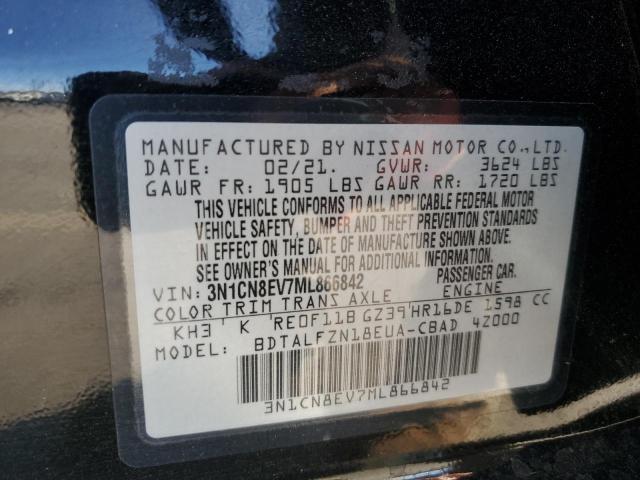 MANUFACTURED BY NISSAN MOTOR CO., LTD.
DATE: 02/21. GVWR: 3624 LBS
GAWR FR: 1905 LBS GAWR RR: 1720 LBS
THIS VEHICLE CONFORMS TO ALL APPLICABLE FEDERAL MOTOR
VEHICLE SAFETY, BUMPER AND THEFT PREVENTION STANDARDS
IN EFFECT ON THE DATE OF MANUFACTURE SHOWN ABOVE.
SEE OWNER'S MANUAL FOR ADDITIONAL INFORMATION.
VIN: 3N1CN8EV7ML866842 PASSENGER CAR.
COLOR TRIM TRANS AXLE ENGINE
KH3' K 'RE0F11B GZ39'HR16DE 1598 CC
MODEL: BDTALFZN18EUA-CBAD 4Z000
3N1CN8EV7ML866842